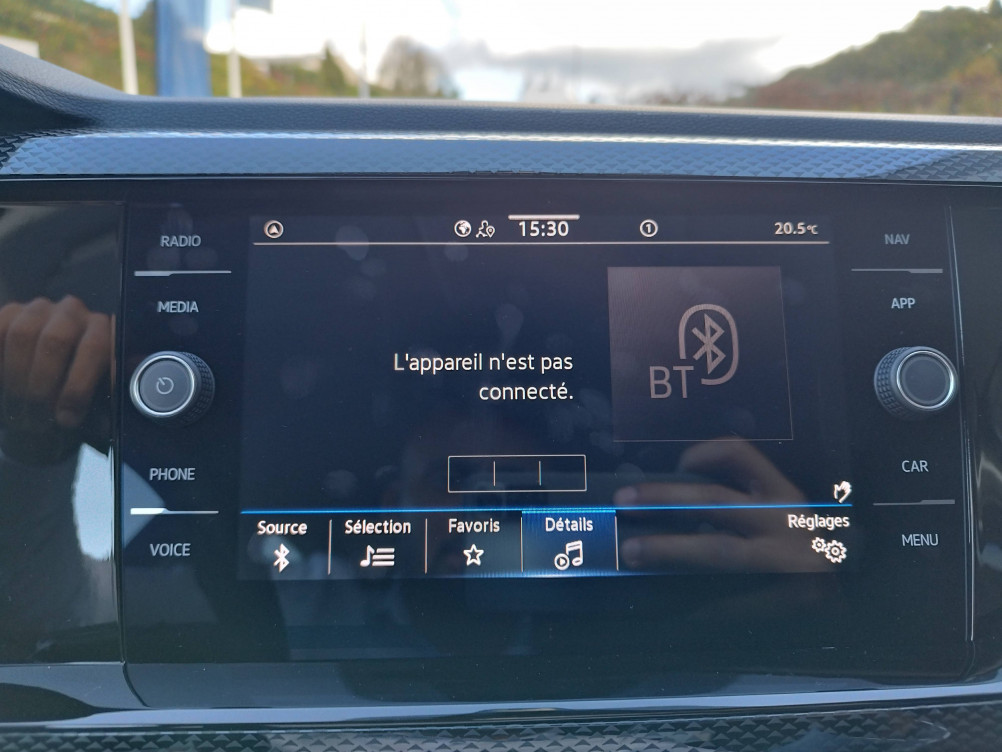 RADIO
MEDIA
PHONE
VOICE
15:30
1
20.5°C
L'appareil n'est pas
connecté.
BT
Source
Sélection
Favoris
Détails
Réglages
NAV
APP
CAR
MENU